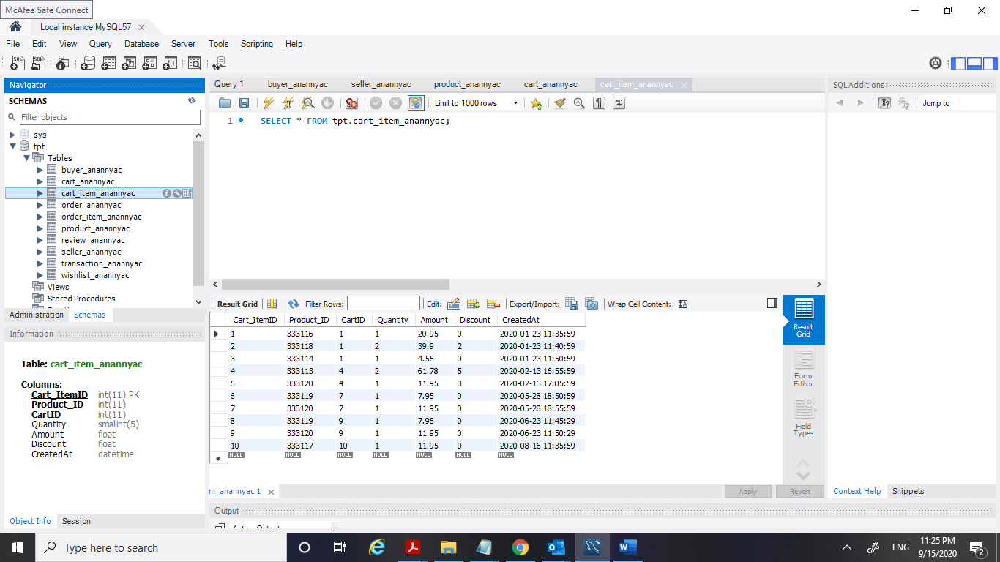 McAfee Safe Connect
Local instance MySQL57
File Edit View Query Database Server Tools Scripting Help
Navigator
SCHEMAS
Filter objects
sys
tpt
Tables
buyer_anannyac
cart_anannyac
cart_item_anannyac
order_anannyac
order_item_anannyac
product_anannyac
review_anannyac
seller_anannyac
transaction_anannyac
wishlist_anannyac
Views
Stored Procedures
Administration Schemas
Information
Table: cart_item_anannyac
Columns:
Cart_ItemID int(11) PK
Product_ID int(11)
CartID int(11)
Quantity smallint(5)
Amount float
Discount float
CreatedAt datetime
Object Info Session
Query 1 buyer_anannyac seller_anannyac product_anannyac cart_anannyac cart_item_anannyac
Limit to 1000 rows
1 SELECT * FROM tpt.cart_item_anannyac;
Result Grid Filter Rows: Edit: Export/Import: Wrap Cell Content:
Cart_ItemID Product_ID CartID Quantity Amount Discount CreatedAt
1 333116 1 1 20.95 0 2020-01-23 11:35:59
2 333118 1 2 39.9 2 2020-01-23 11:40:59
3 333114 1 1 4.55 0 2020-01-23 11:50:59
4 333113 4 2 61.78 5 2020-02-13 16:55:59
5 333120 4 1 11.95 0 2020-02-13 17:05:59
6 333119 7 1 7.95 0 2020-05-28 18:50:59
7 333120 7 1 11.95 0 2020-05-28 18:55:59
8 333119 9 1 7.95 0 2020-06-23 11:45:29
9 333120 9 1 11.95 0 2020-06-23 11:50:29
10 333117 10 1 11.95 0 2020-08-16 11:35:59
NULL NULL NULL NULL NULL NULL NULL
Result
Grid
Form
Editor
Field
Types
m_anannyac 1
Apply Revert
Output
Action Output
SQLAdditions
Jump to
Context Help Snippets
Type here to search
ENG
11:25 PM
9/15/2020
2